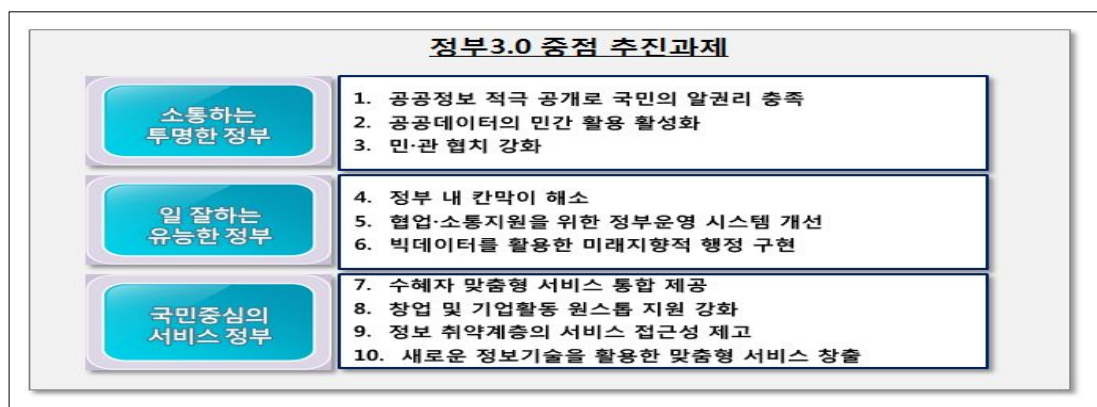 정부3.0 중점 추진과제
소통하는
투명한 정부
1. 공공정보 적극 공개로 국민의 알권리 충족
2. 공공데이터의 민간 활용 활성화
3. 민·관 협치 강화
일 잘하는
유능한 정부
4. 정부 내 칸막이 해소
5. 협업·소통지원을 위한 정부운영 시스템 개선
6. 빅데이터를 활용한 미래지향적 행정 구현
국민중심의
서비스 정부
7. 수혜자 맞춤형 서비스 통합 제공
8. 창업 및 기업활동 원스톱 지원 강화
9. 정보 취약계층의 서비스 접근성 제고
10. 새로운 정보기술을 활용한 맞춤형 서비스 창출